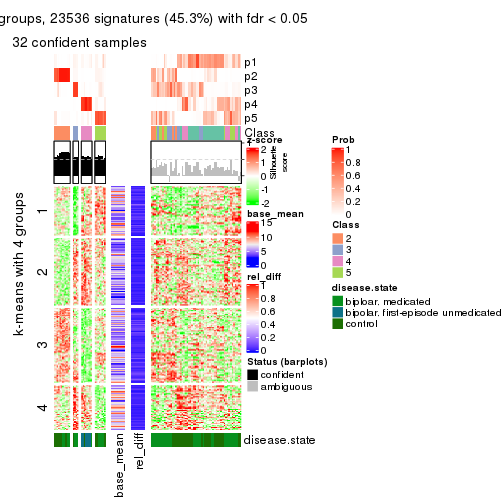 groups, 23536 signatures (45.3%) with fdr < 0.05
32 confident samples
p1
p2
p3
p4
p5
Class
Silhouette
score
k-means with 4 groups
1
2
3
4
base_mean
rel_diff
disease.state
z-score
2
1
0
-1
-2
base_mean
15
10
5
0
rel_diff
1
0.8
0.6
0.4
0.2
0
Status (barplots)
confident
ambiguous
Prob
1
0.8
0.6
0.4
0.2
0
Class
2
3
4
5
disease.state
biploar. medicated
bipolar. first-episode unmedicated
control